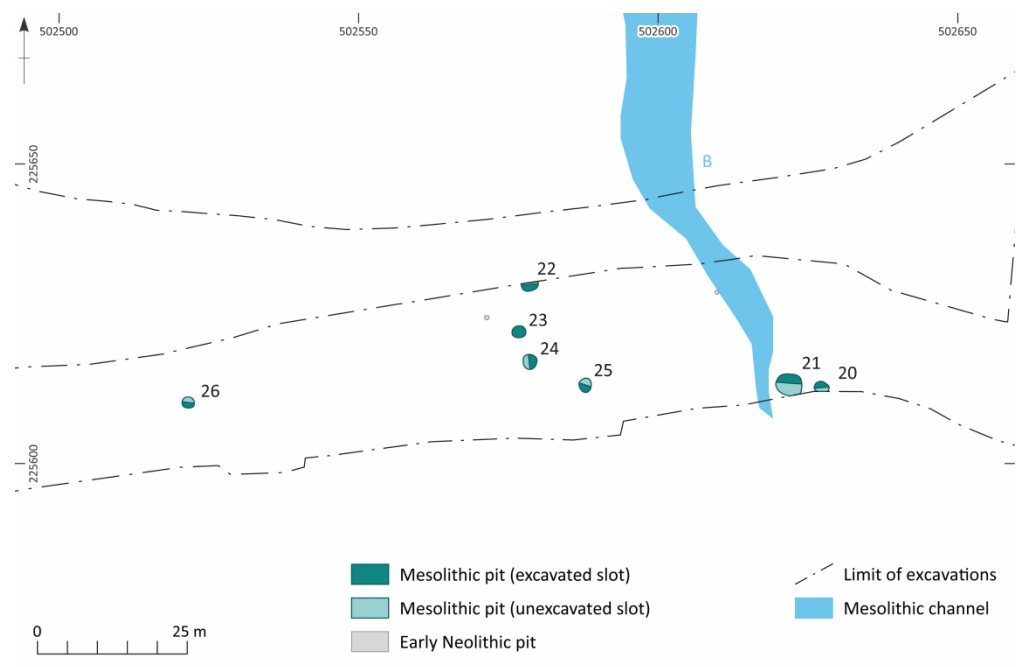 502500
502550
502600
502650
225650
B
22
23
24
25
26
21
20
225600
Mesolithic pit (excavated slot)
Mesolithic pit (unexcavated slot)
Early Neolithic pit
Limit of excavations
Mesolithic channel
0
25 m